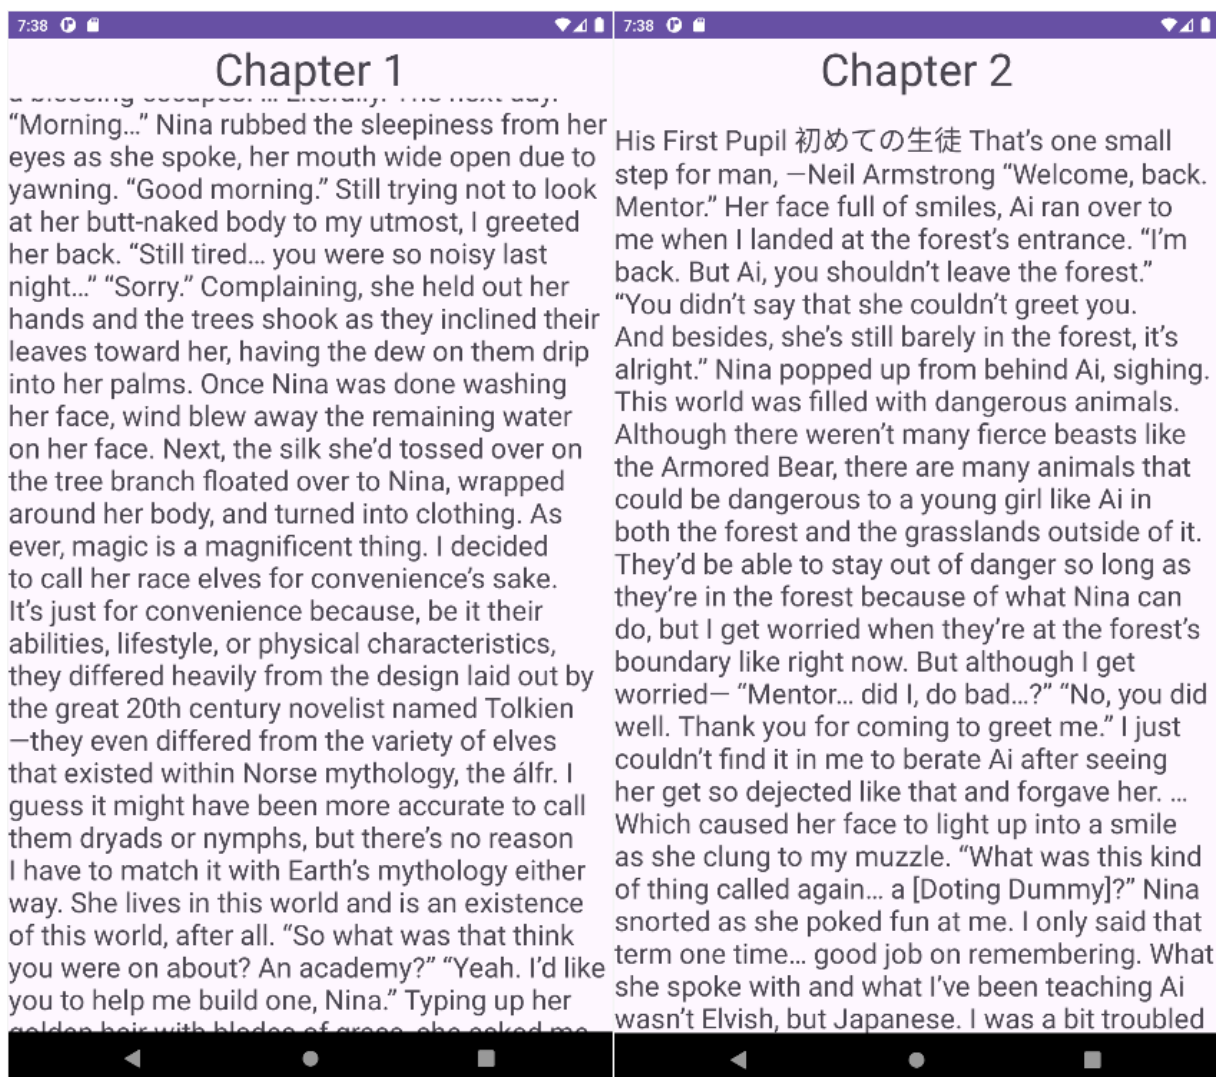 7:38
Chapter 1
a blessing escapes! … Literally. The next day.
“Morning…” Nina rubbed the sleepiness from her
eyes as she spoke, her mouth wide open due to
yawning. “Good morning.” Still trying not to look
at her butt-naked body to my utmost, I greeted
her back. “Still tired… you were so noisy last
night…” “Sorry.” Complaining, she held out her
hands and the trees shook as they inclined their
leaves toward her, having the dew on them drip
into her palms. Once Nina was done washing
her face, wind blew away the remaining water
on her face. Next, the silk she’d tossed over on
the tree branch floated over to Nina, wrapped
around her body, and turned into clothing. As
ever, magic is a magnificent thing. I decided
to call her race elves for convenience’s sake.
It’s just for convenience because, be it their
abilities, lifestyle, or physical characteristics,
they differed heavily from the design laid out by
the great 20th century novelist named Tolkien
—they even differed from the variety of elves
that existed within Norse mythology, the álfr. I
guess it might have been more accurate to call
them dryads or nymphs, but there’s no reason
I have to match it with Earth’s mythology either
way. She lives in this world and is an existence
of this world, after all. “So what was that think
you were on about? An academy?” “Yeah. I’d like
you to help me build one, Nina.” Typing up her
golden hair with blades of grass, she asked me
7:38
Chapter 2
His First Pupil 初めての生徒 That’s one small
step for man, —Neil Armstrong “Welcome, back.
Mentor.” Her face full of smiles, Ai ran over to
me when I landed at the forest’s entrance. “I’m
back. But Ai, you shouldn’t leave the forest.”
“You didn’t say that she couldn’t greet you.
And besides, she’s still barely in the forest, it’s
alright.” Nina popped up from behind Ai, sighing.
This world was filled with dangerous animals.
Although there weren’t many fierce beasts like
the Armored Bear, there are many animals that
could be dangerous to a young girl like Ai in
both the forest and the grasslands outside of it.
They’d be able to stay out of danger so long as
they’re in the forest because of what Nina can
do, but I get worried when they’re at the forest’s
boundary like right now. But although I get
worried— “Mentor… did I, do bad…?” “No, you did
well. Thank you for coming to greet me.” I just
couldn’t find it in me to berate Ai after seeing
her get so dejected like that and forgave her. …
Which caused her face to light up into a smile
as she clung to my muzzle. “What was this kind
of thing called again… a [Doting Dummy]?” Nina
snorted as she poked fun at me. I only said that
term one time… good job on remembering. What
she spoke with and what I’ve been teaching Ai
wasn’t Elvish, but Japanese. I was a bit troubled